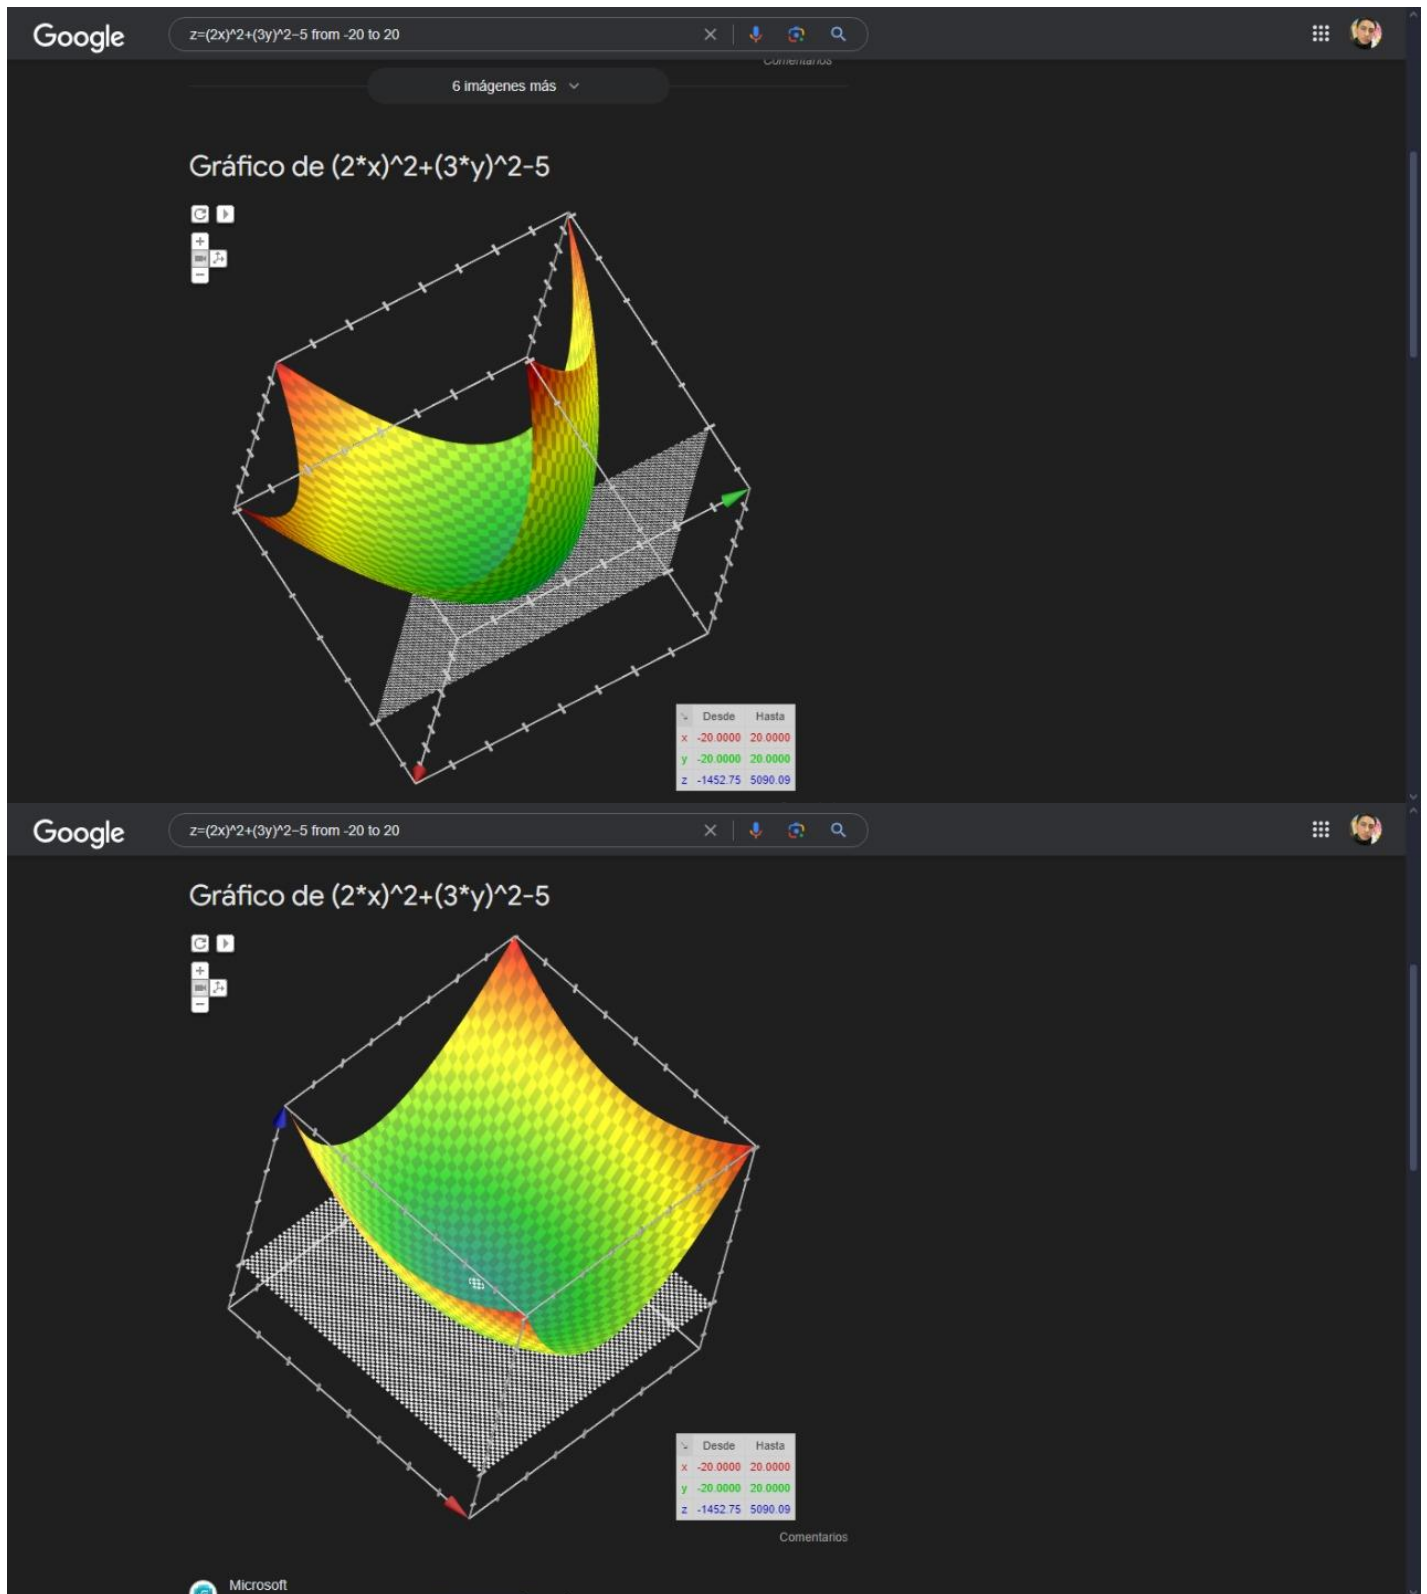 Google
z=(2x)^2+(3y)^2–5 from -20 to 20
Comentarios
6 imágenes más
Gráfico de (2*x)^2+(3*y)^2-5
Desde Hasta
x -20.0000 20.0000
y -20.0000 20.0000
z -1452.75 5090.09
Google
z=(2x)^2+(3y)^2–5 from -20 to 20
Gráfico de (2*x)^2+(3*y)^2-5
Desde Hasta
x -20.0000 20.0000
y -20.0000 20.0000
z -1452.75 5090.09
Comentarios
Microsoft